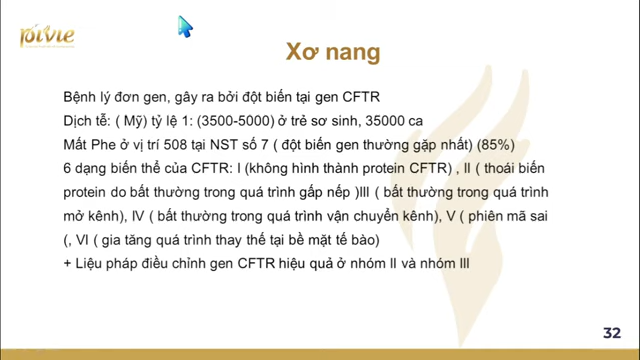 pivie
Xơ nang
Bệnh lý đơn gen, gây ra bởi đột biến tại gen CFTR
Dịch tễ: ( Mỹ) tỷ lệ 1: (3500-5000) ở trẻ sơ sinh, 35000 ca
Mất Phe ở vị trí 508 tại NST số 7 ( đột biến gen thường gặp nhất) (85%)
6 dạng biến thể của CFTR: I (không hình thành protein CFTR) , II ( thoái biến
protein do bất thường trong quá trình gấp nếp )III ( bất thường trong quá trình
mở kênh), IV ( bất thường trong quá trình vận chuyển kênh), V ( phiên mã sai
(, VI ( gia tăng quá trình thay thế tại bề mặt tế bào)
+ Liệu pháp điều chỉnh gen CFTR hiệu quả ở nhóm II và nhóm III
32